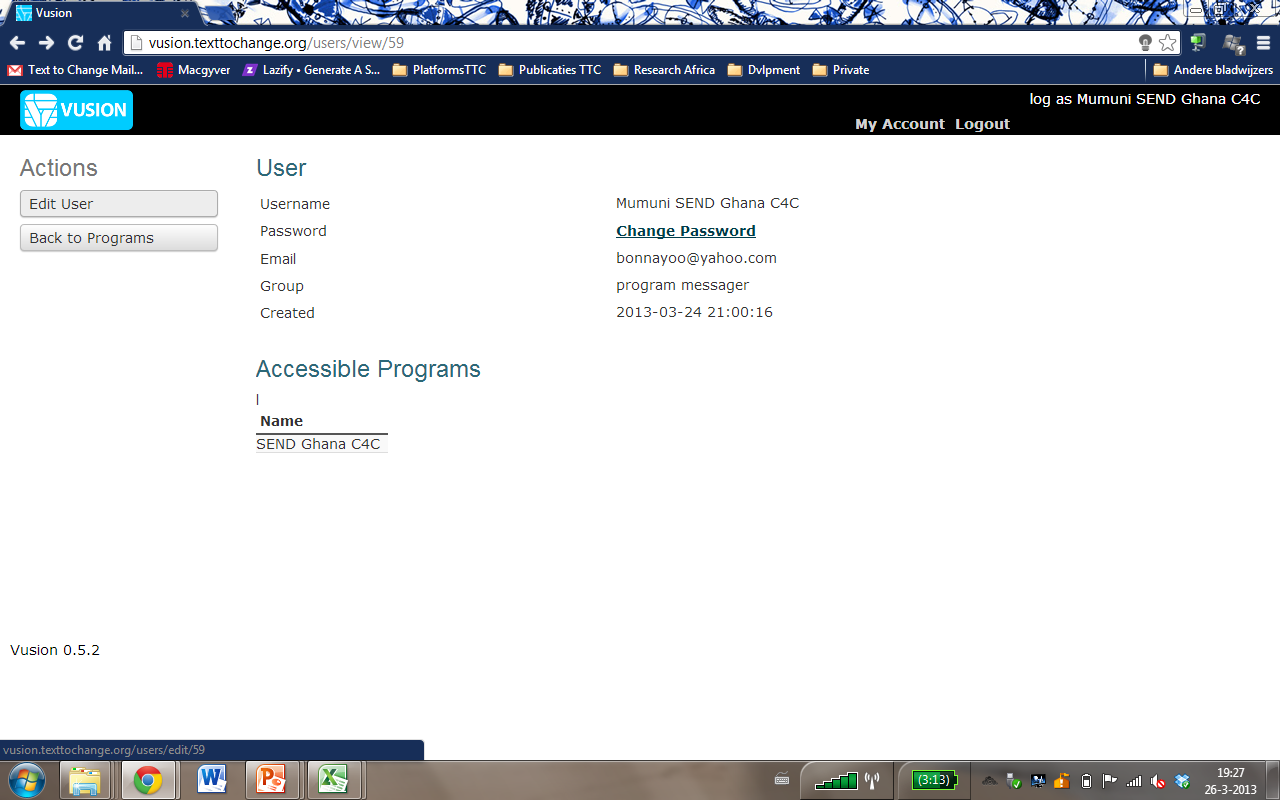 Vusion
vusion.texttochange.org/users/view/59
Text to Change Mail... Macgyver Lazify • Generate A S... PlatformsTTC Publicaties TTC Research Africa Dvlpment Private Andere bladwijzers
VUSION
log as Mumuni SEND Ghana C4C
My Account Logout
Actions
Edit User
Back to Programs
User
Username Mumuni SEND Ghana C4C
Password Change Password
Email bonnayoo@yahoo.com
Group program messager
Created 2013-03-24 21:00:16
Accessible Programs
|
Name
SEND Ghana C4C
Vusion 0.5.2
vusion.texttochange.org/users/edit/59
(3:13)
19:27
26-3-2013